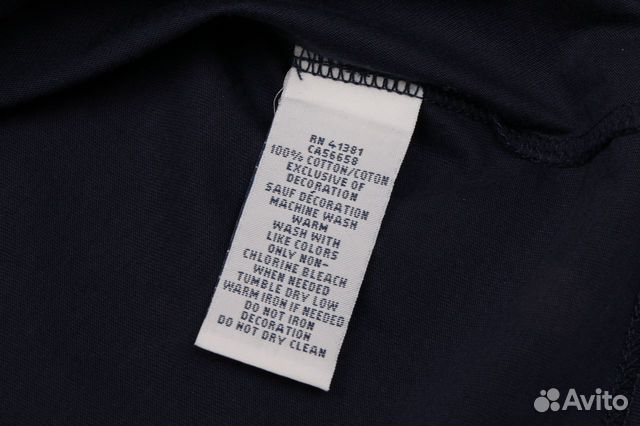 RN 41381
CA56658
100% COTTON/COTON
EXCLUSIVE OF
DECORATION
SAUF DÉCORATION
MACHINE WASH
WARM
WASH WITH
LIKE COLORS
ONLY NON-
CHLORINE BLEACH
WHEN NEEDED
TUMBLE DRY LOW
WARM IRON IF NEEDED
DO NOT IRON
DECORATION
DO NOT DRY CLEAN
Avito